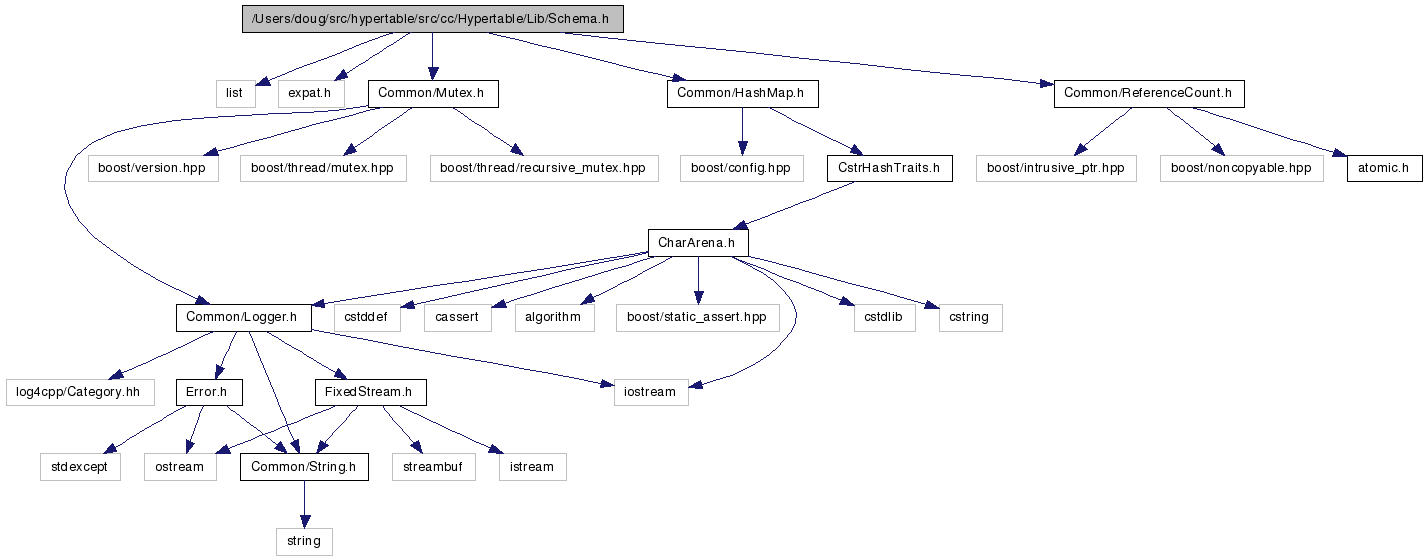 /Users/doug/src/hypertable/src/cc/Hypertable/Lib/Schema.h
list
expat.h
Common/Mutex.h
Common/HashMap.h
Common/ReferenceCount.h
boost/version.hpp
boost/thread/mutex.hpp
boost/thread/recursive_mutex.hpp
boost/config.hpp
CstrHashTraits.h
boost/intrusive_ptr.hpp
boost/noncopyable.hpp
atomic.h
CharArena.h
Common/Logger.h
cstddef
cassert
algorithm
boost/static_assert.hpp
cstdlib
cstring
log4cpp/Category.hh
Error.h
FixedStream.h
iostream
stdexcept
ostream
Common/String.h
streambuf
istream
string